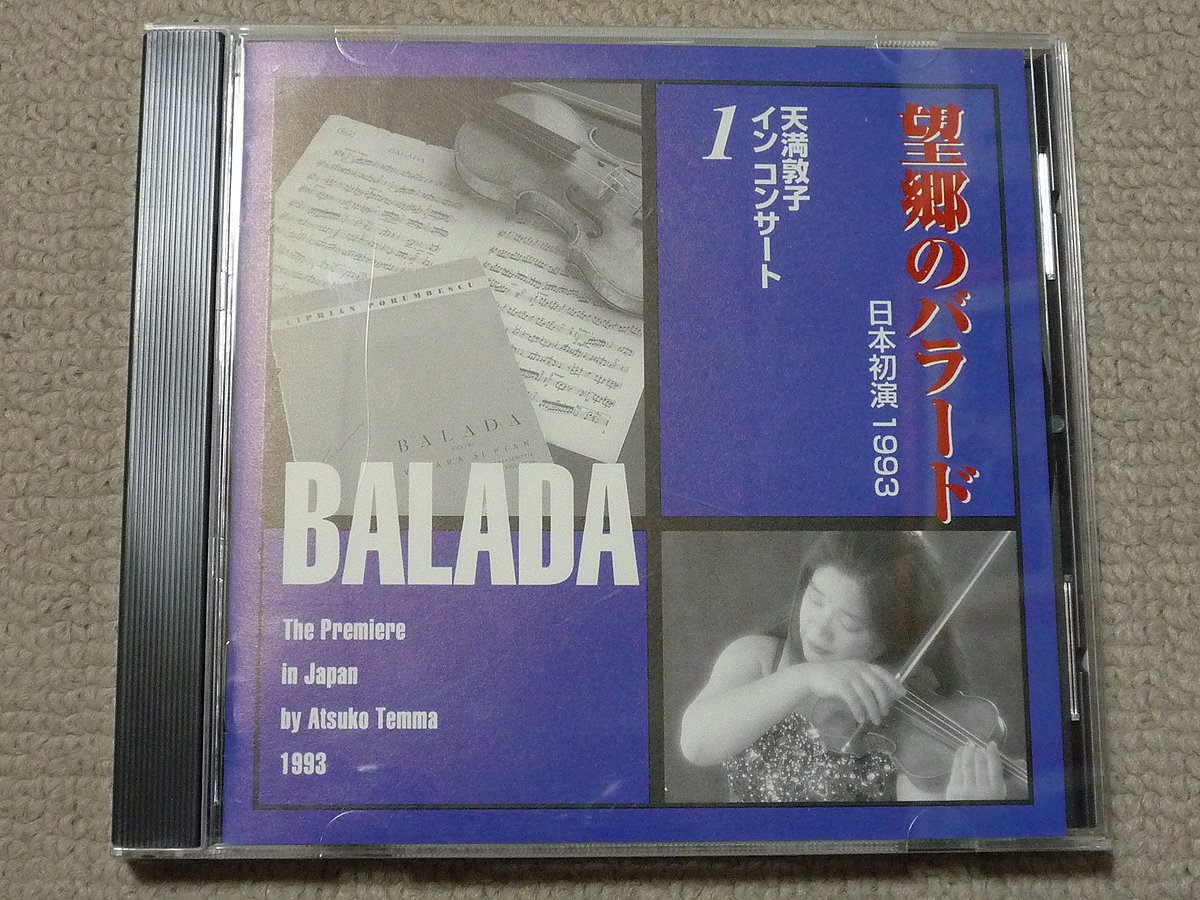 望郷のバラード
日本初演 1993
天満敦子
イン コンサート
1
BALADA
CIPRIAN PORUMBESCU
BALADA
BALADA
The Premiere
in Japan
by Atsuko Temma
1993